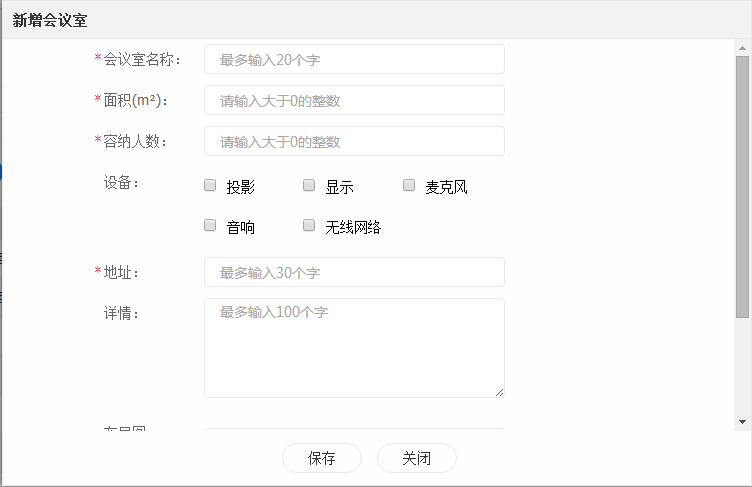 新增会议室
*会议室名称： 最多输入20个字
*面积(m²)： 请输入大于0的整数
*容纳人数： 请输入大于0的整数
设备： 投影 显示 麦克风
音响 无线网络
*地址： 最多输入30个字
详情： 最多输入100个字
保存 关闭